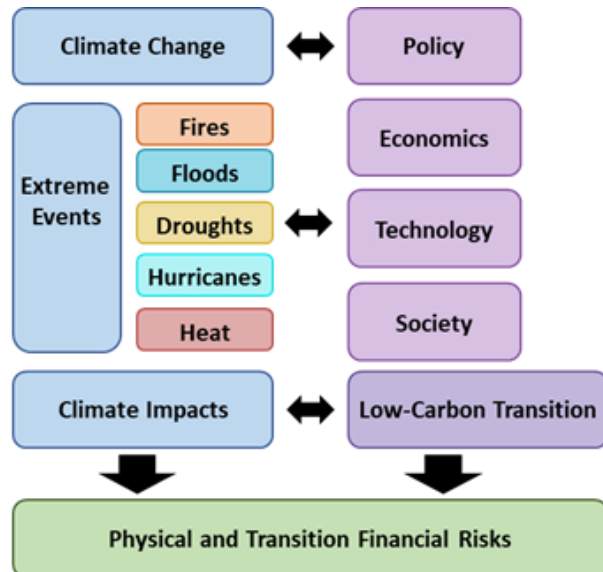 Climate Change
Policy
Extreme
Events
Fires
Floods
Droughts
Hurricanes
Heat
Economics
Technology
Society
Climate Impacts
Low-Carbon Transition
Physical and Transition Financial Risks